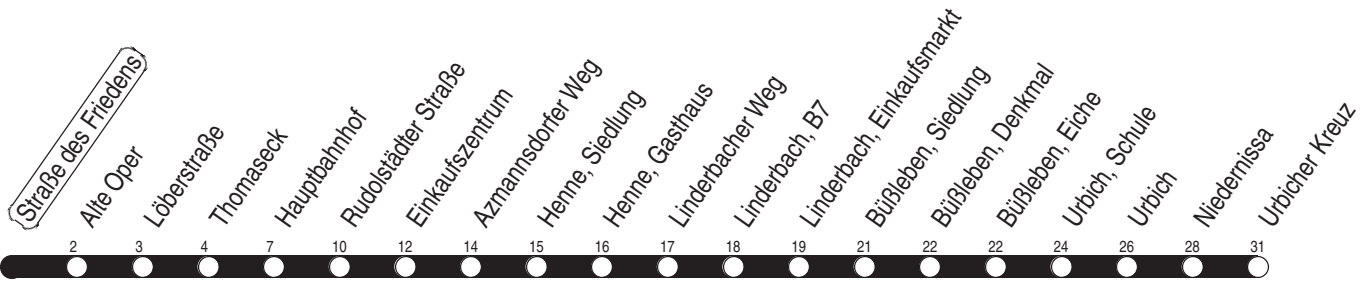 Straße des Friedens
Alte Oper
Löberstraße
Thomaseck
Hauptbahnhof
Rudolstädter Straße
Einkaufszentrum
Azmannsdorfer Weg
Henne, Siedlung
Henne, Gasthaus
Linderbacher Weg
Linderbach, B7
Linderbach, Einkaufsmarkt
Büßleben, Siedlung
Büßleben, Denkmal
Büßleben, Eiche
Urbich, Schule
Urbich
Niedernissa
Urbicher Kreuz
2 3 4 7 10 12 14 15 16 17 18 19 21 22 22 24 26 28 31